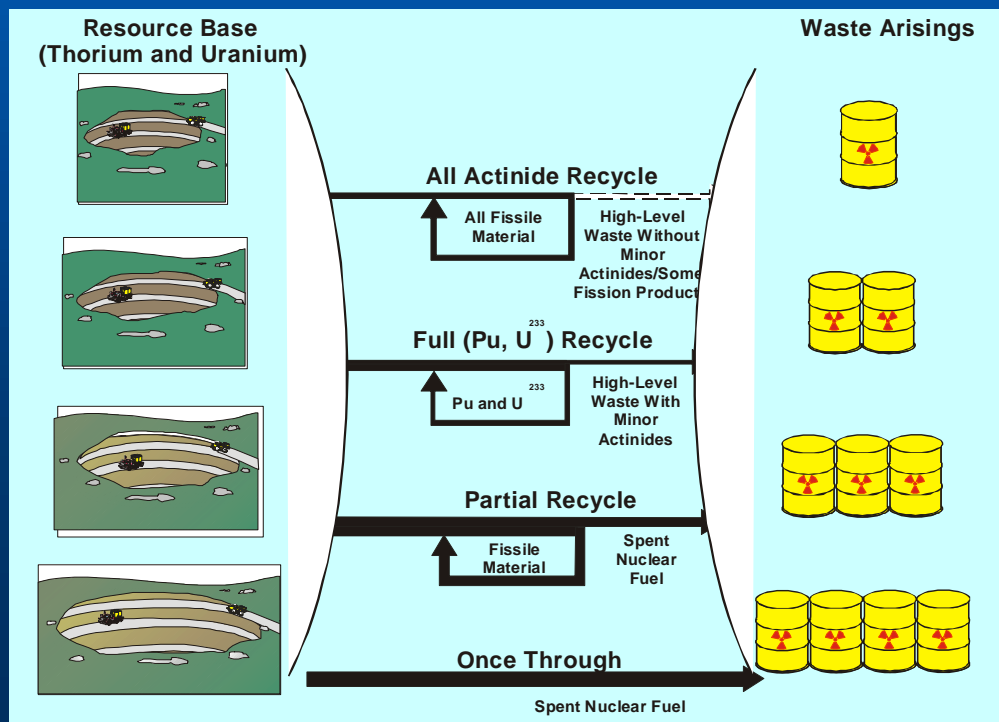 Resource Base
(Thorium and Uranium)
Waste Arisings
All Actinide Recycle
All Fissile
Material
High-Level
Waste Without
Minor
Actinides/Some
Fission Product
Full (Pu, U²³³) Recycle
Pu and U²³³
High-Level
Waste With
Minor
Actinides
Partial Recycle
Fissile
Material
Spent
Nuclear
Fuel
Once Through
Spent Nuclear Fuel